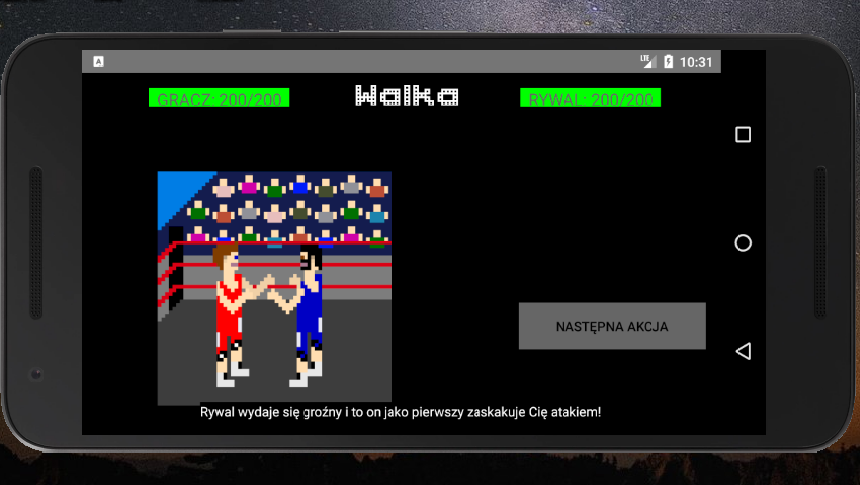 A
LTE 10:31
GRACZ: 200/200
Walka
RYWAL: 200/200
NASTĘPNA AKCJA
Rywal wydaje się groźny i to on jako pierwszy zaskakuje Cię atakiem!